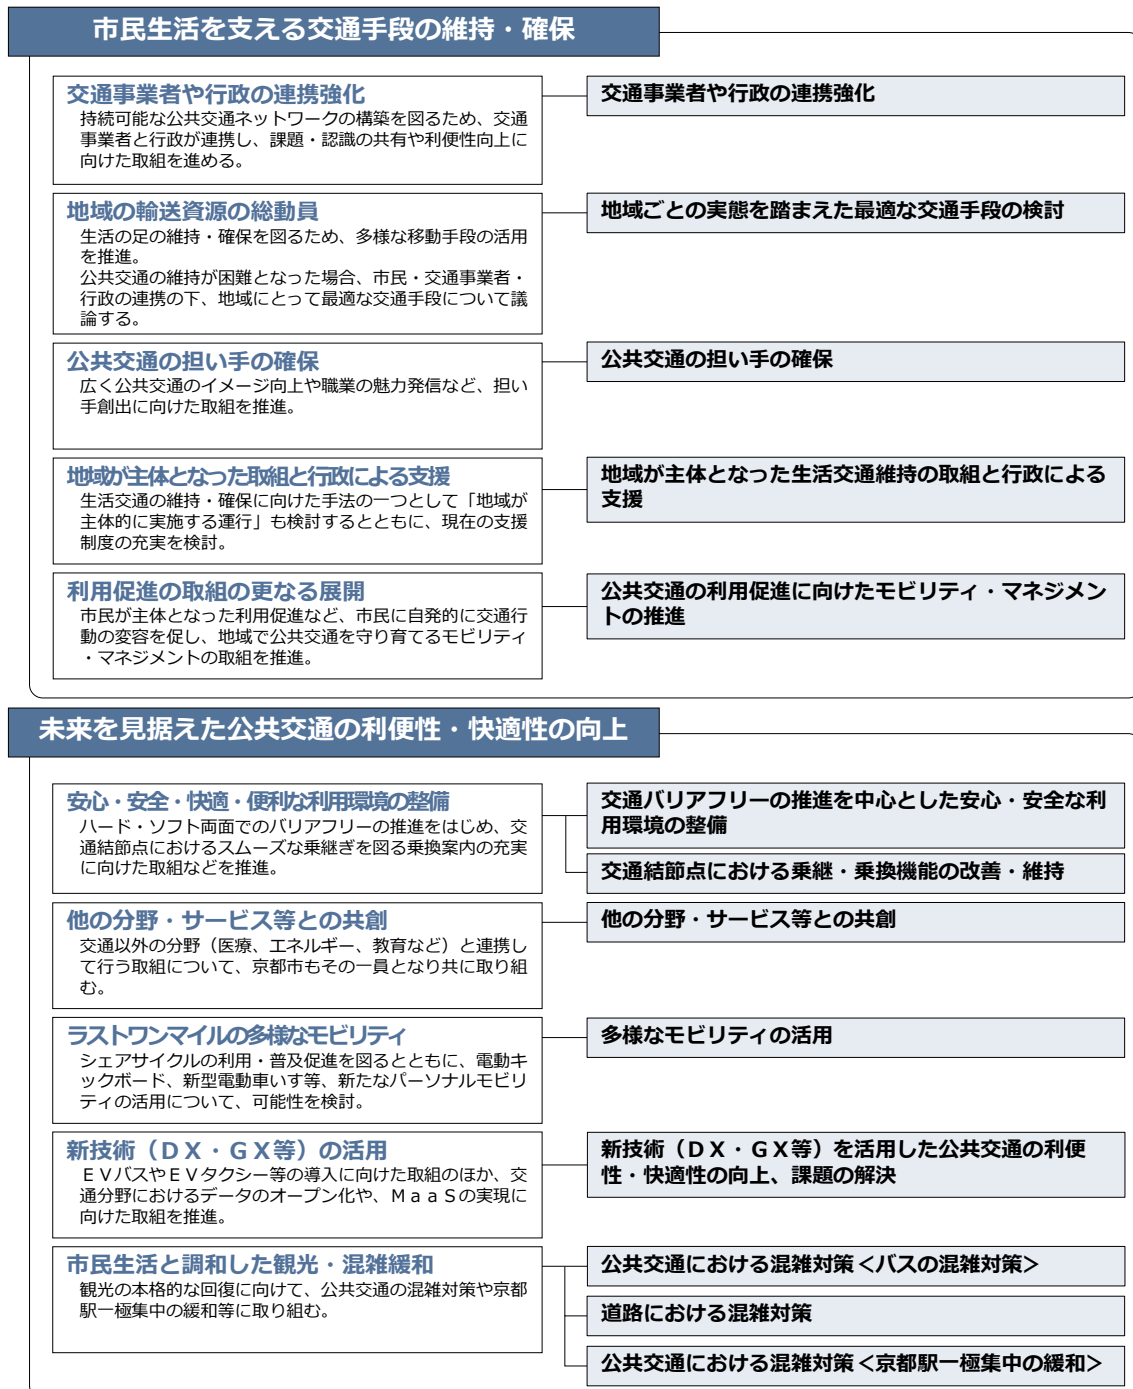 市民生活を支える交通手段の維持・確保
交通事業者や行政の連携強化
持続可能な公共交通ネットワークの構築を図るため、交通
事業者と行政が連携し、課題・認識の共有や利便性向上に
向けた取組を進める。
交通事業者や行政の連携強化
地域の輸送資源の総動員
生活の足の維持・確保を図るため、多様な移動手段の活用
を推進。
公共交通の維持が困難となった場合、市民・交通事業者・
行政の連携の下、地域にとって最適な交通手段について議
論する。
地域ごとの実態を踏まえた最適な交通手段の検討
公共交通の担い手の確保
広く公共交通のイメージ向上や職業の魅力発信など、担い
手創出に向けた取組を推進。
公共交通の担い手の確保
地域が主体となった取組と行政による支援
生活交通の維持・確保に向けた手法の一つとして「地域が
主体的に実施する運行」も検討するとともに、現在の支援
制度の充実を検討。
地域が主体となった生活交通維持の取組と行政による
支援
利用促進の取組の更なる展開
市民が主体となった利用促進など、市民に自発的に交通行
動の変容を促し、地域で公共交通を守り育てるモビリティ
・マネジメントの取組を推進。
公共交通の利用促進に向けたモビリティ・マネジメン
トの推進
未来を見据えた公共交通の利便性・快適性の向上
安心・安全・快適・便利な利用環境の整備
ハード・ソフト両面でのバリアフリーの推進をはじめ、交
通結節点におけるスムーズな乗継ぎを図る乗換案内の充実
に向けた取組などを推進。
交通バリアフリーの推進を中心とした安心・安全な利
用環境の整備
交通結節点における乗継・乗換機能の改善・維持
他の分野・サービス等との共創
交通以外の分野（医療、エネルギー、教育など）と連携し
て行う取組について、京都市もその一員となり共に取り組
む。
他の分野・サービス等との共創
ラストワンマイルの多様なモビリティ
シェアサイクルの利用・普及促進を図るとともに、電動キ
ックボード、新型電動車いす等、新たなパーソナルモビリ
ティの活用について、可能性を検討。
多様なモビリティの活用
新技術（ＤＸ・ＧＸ等）の活用
ＥＶバスやＥＶタクシー等の導入に向けた取組のほか、交
通分野におけるデータのオープン化や、ＭａａＳの実現に
向けた取組を推進。
新技術（ＤＸ・ＧＸ等）を活用した公共交通の利便
性・快適性の向上、課題の解決
市民生活と調和した観光・混雑緩和
観光の本格的な回復に向けて、公共交通の混雑対策や京都
駅一極集中の緩和等に取り組む。
公共交通における混雑対策＜バスの混雑対策＞
道路における混雑対策
公共交通における混雑対策＜京都駅一極集中の緩和＞